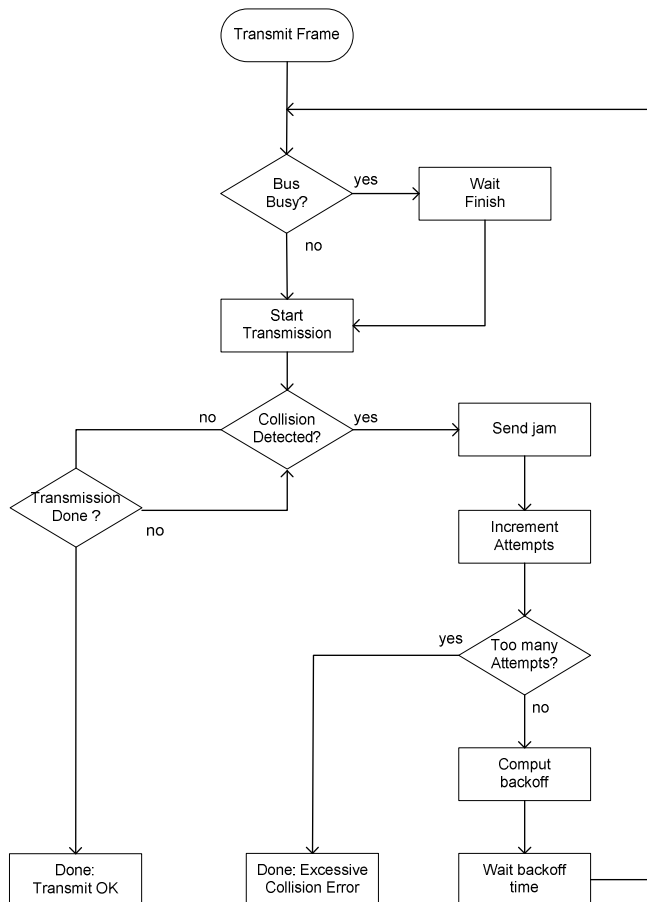 Transmit Frame
Bus
Busy?
yes
Wait
Finish
no
Start
Transmission
no
Collision
Detected?
yes
Send jam
Transmission
Done ?
no
Increment
Attempts
yes
Too many
Attempts?
no
Comput
backoff
Done:
Transmit OK
Done: Excessive
Collision Error
Wait backoff
time